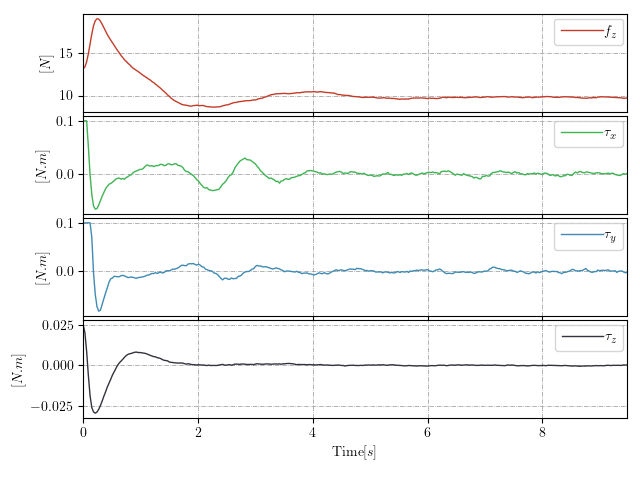 [N]
15
10
f_z
[N.m]
0.1
0.0
τ_x
[N.m]
0.1
0.0
τ_y
[N.m]
0.025
0.000
−0.025
τ_z
0 2 4 6 8
Time[s]